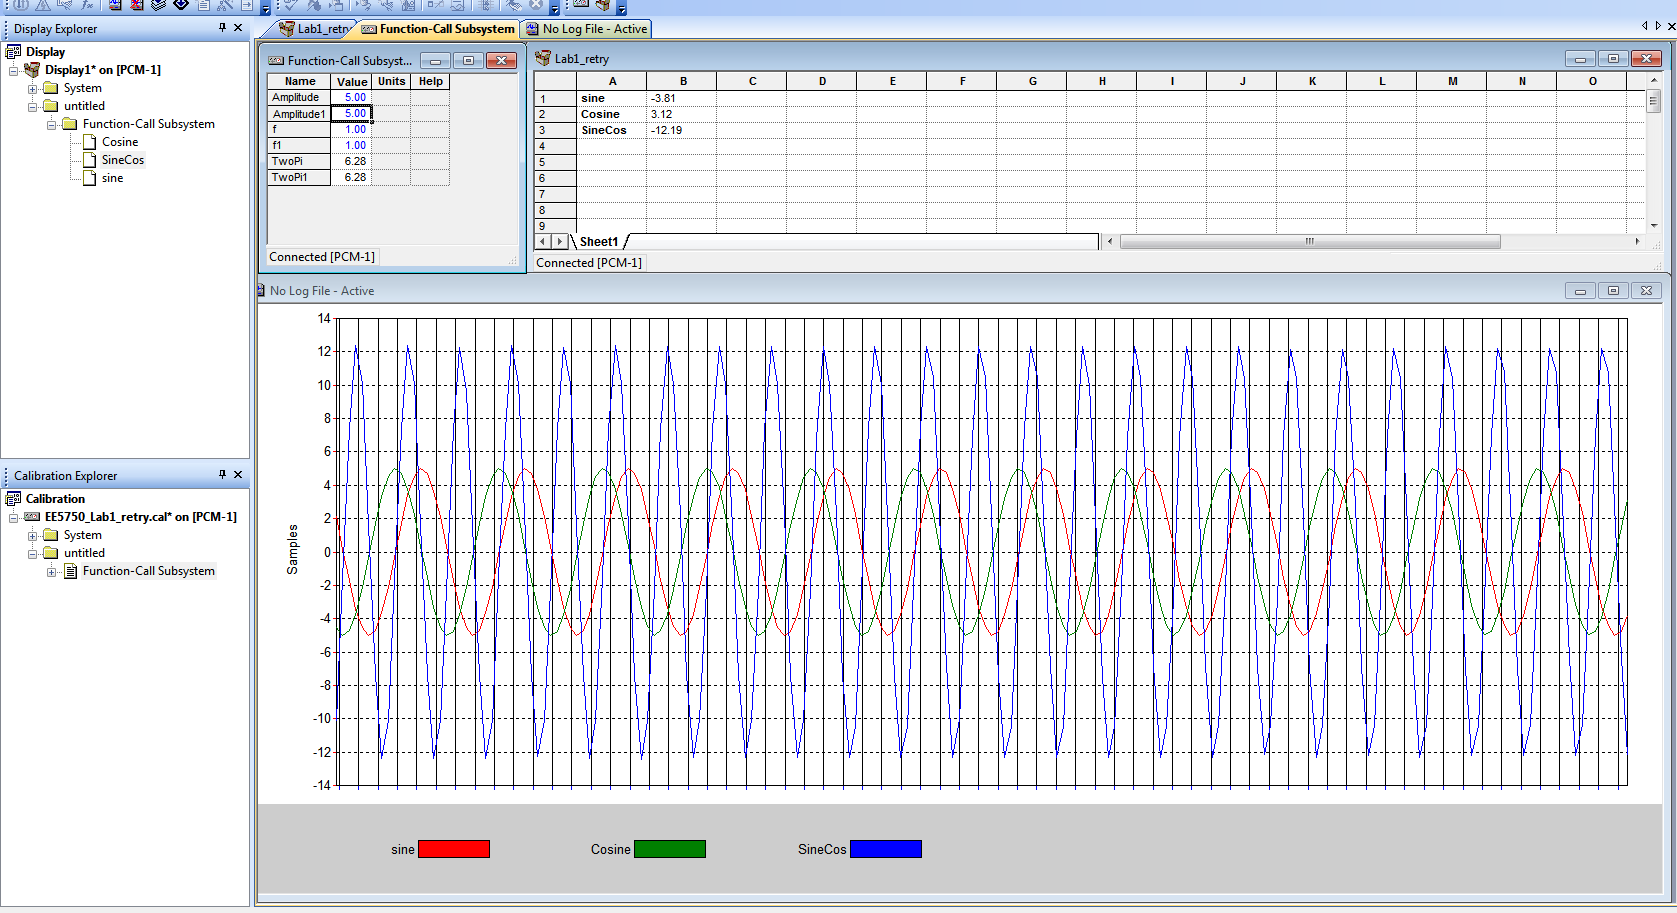 Display Explorer
Display
Display1* on [PCM-1]
System
untitled
Function-Call Subsystem
Cosine
SineCos
sine
Calibration Explorer
Calibration
EE5750_Lab1_retry.cal* on [PCM-1]
System
untitled
Function-Call Subsystem
Lab1_retry Function-Call Subsystem No Log File - Active
Function-Call Subsyst...
Name Value Units Help
Amplitude 5.00
Amplitude1 5.00
f 1.00
f1 1.00
TwoPi 6.28
TwoPi1 6.28
Connected [PCM-1]
Lab1_retry
A B C D E F G H I J K L M N O
1 sine -3.81
2 Cosine 3.12
3 SineCos -12.19
4
5
6
7
8
9
Sheet1
Connected [PCM-1]
No Log File - Active
14
12
10
8
6
4
2
0
-2
-4
-6
-8
-10
-12
-14
Samples
sine Cosine SineCos